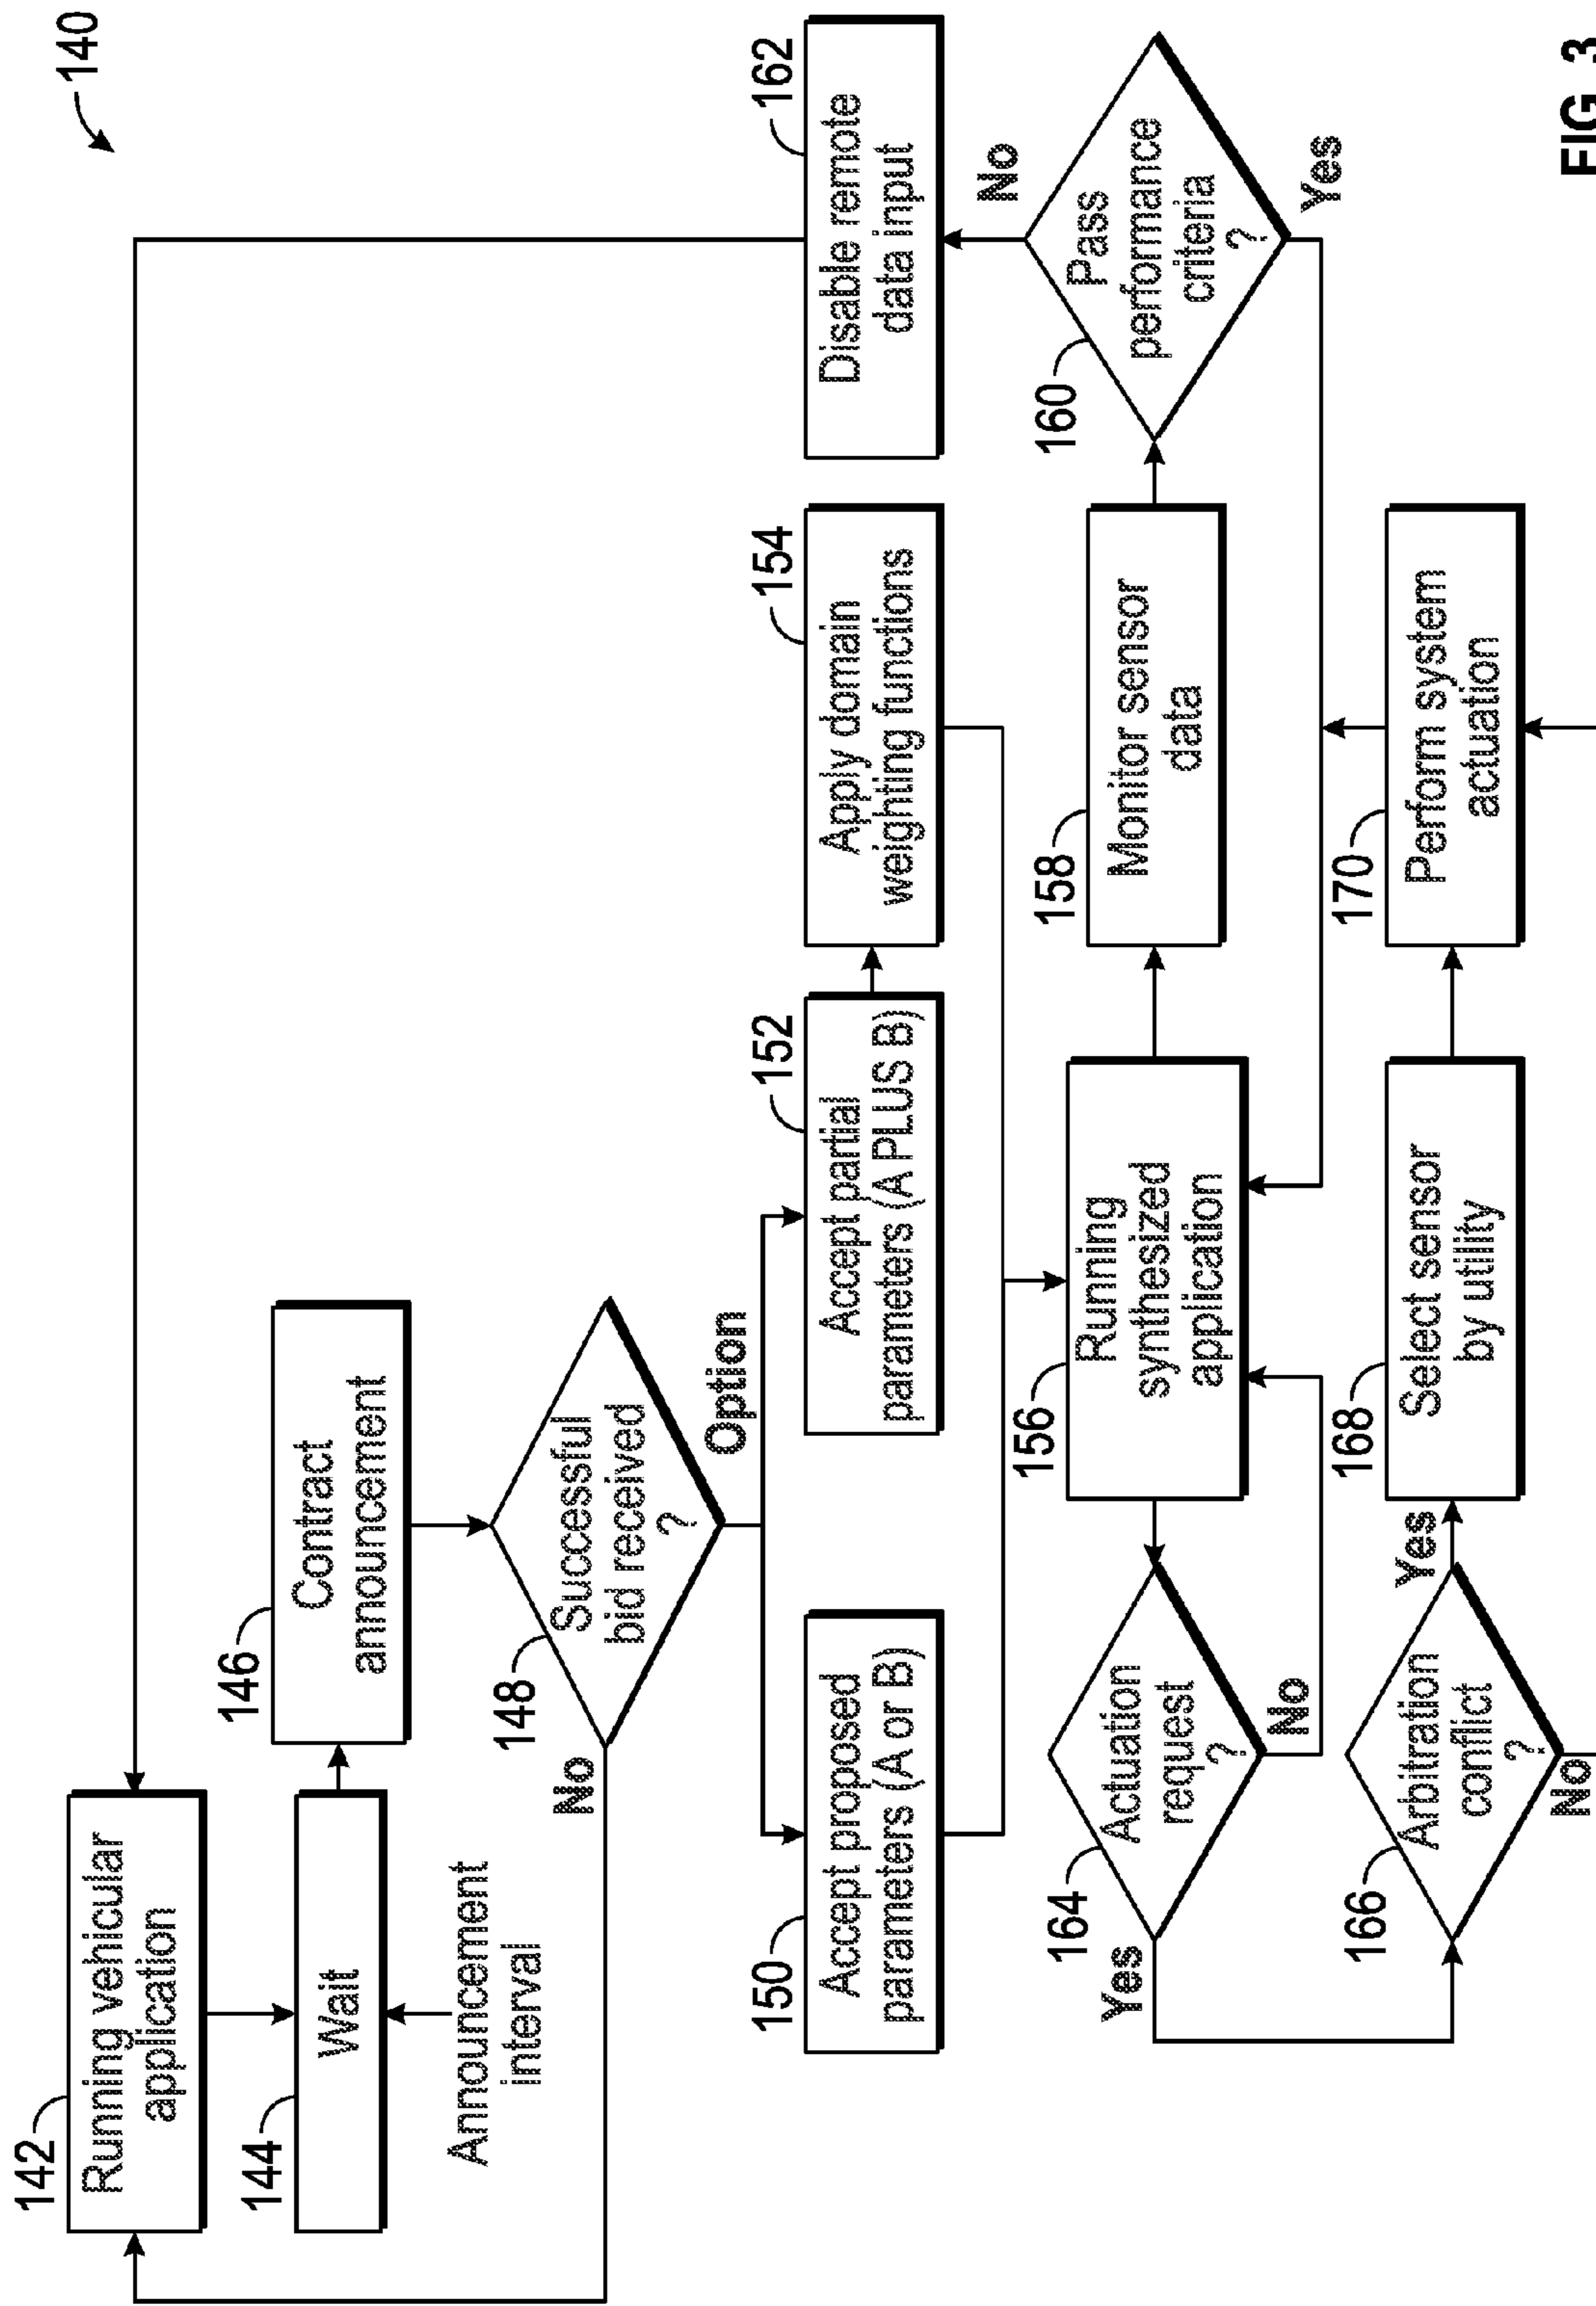 140
142
Running vehicular
application
144
Wait
Announcement
interval
146
Contract
announcement
148
Successful
bid received
?
No
Option
150
Accept proposed
parameters (A or B)
152
Accept partial
parameters (A PLUS B)
154
Apply domain
weighting functions
162
Disable remote
data input
156
Running
synthesized
application
158
Monitor sensor
data
160
Pass
performance
criteria
?
No
Yes
164
Actuation
request
?
Yes
No
166
Arbitration
conflict
?
Yes
No
168
Select sensor
by utility
170
Perform system
actuation
FIG. 3